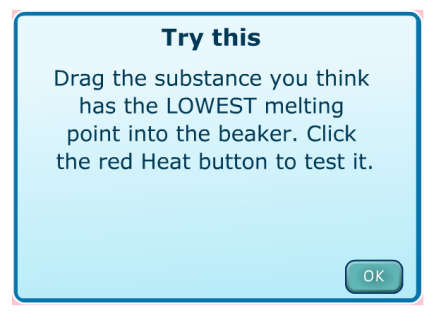 Try this
Drag the substance you think
has the LOWEST melting
point into the beaker. Click
the red Heat button to test it.
OK